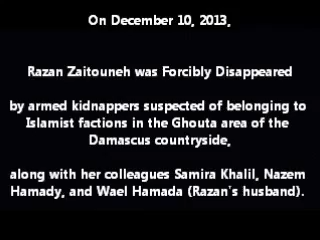 On December 10, 2013,
Razan Zaitouneh was Forcibly Disappeared
by armed kidnappers suspected of belonging to
Islamist factions in the Ghouta area of the
Damascus countryside,
along with her colleagues Samira Khalil, Nazem
Hamady, and Wael Hamada (Razan's husband).